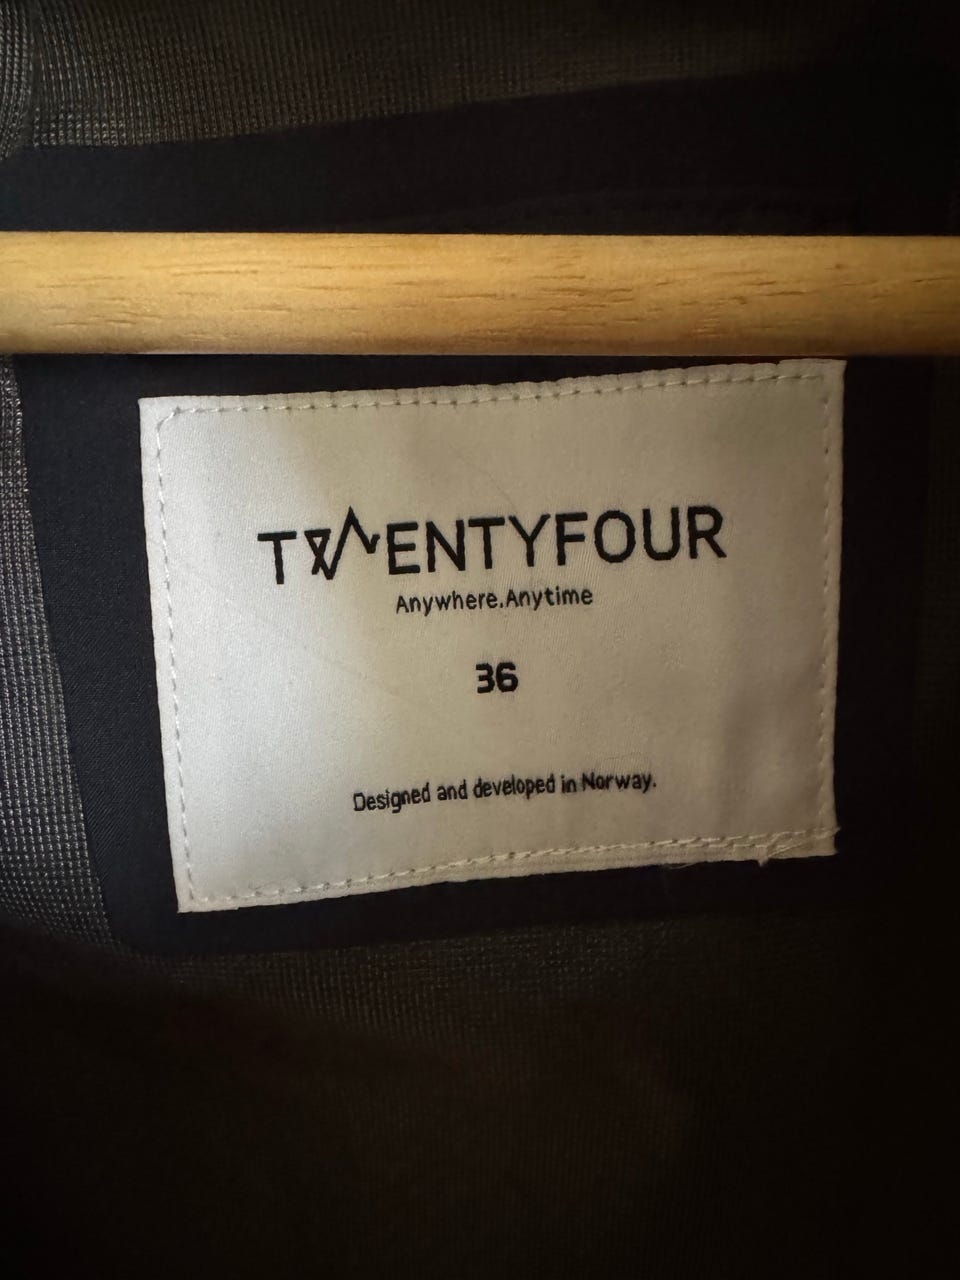 TWENTYFOUR
Anywhere.Anytime
36
Designed and developed in Norway.